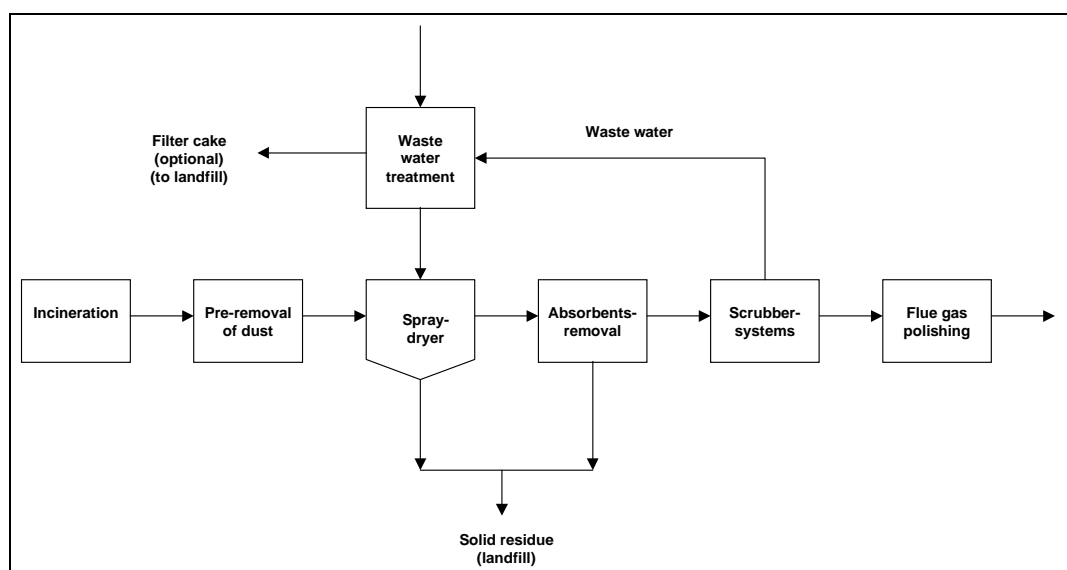 Filter cake
(optional)
(to landfill)
Waste
water
treatment
Waste water
Incineration
Pre-removal
of dust
Spray-
dryer
Absorbents-
removal
Scrubber-
systems
Flue gas
polishing
Solid residue
(landfill)